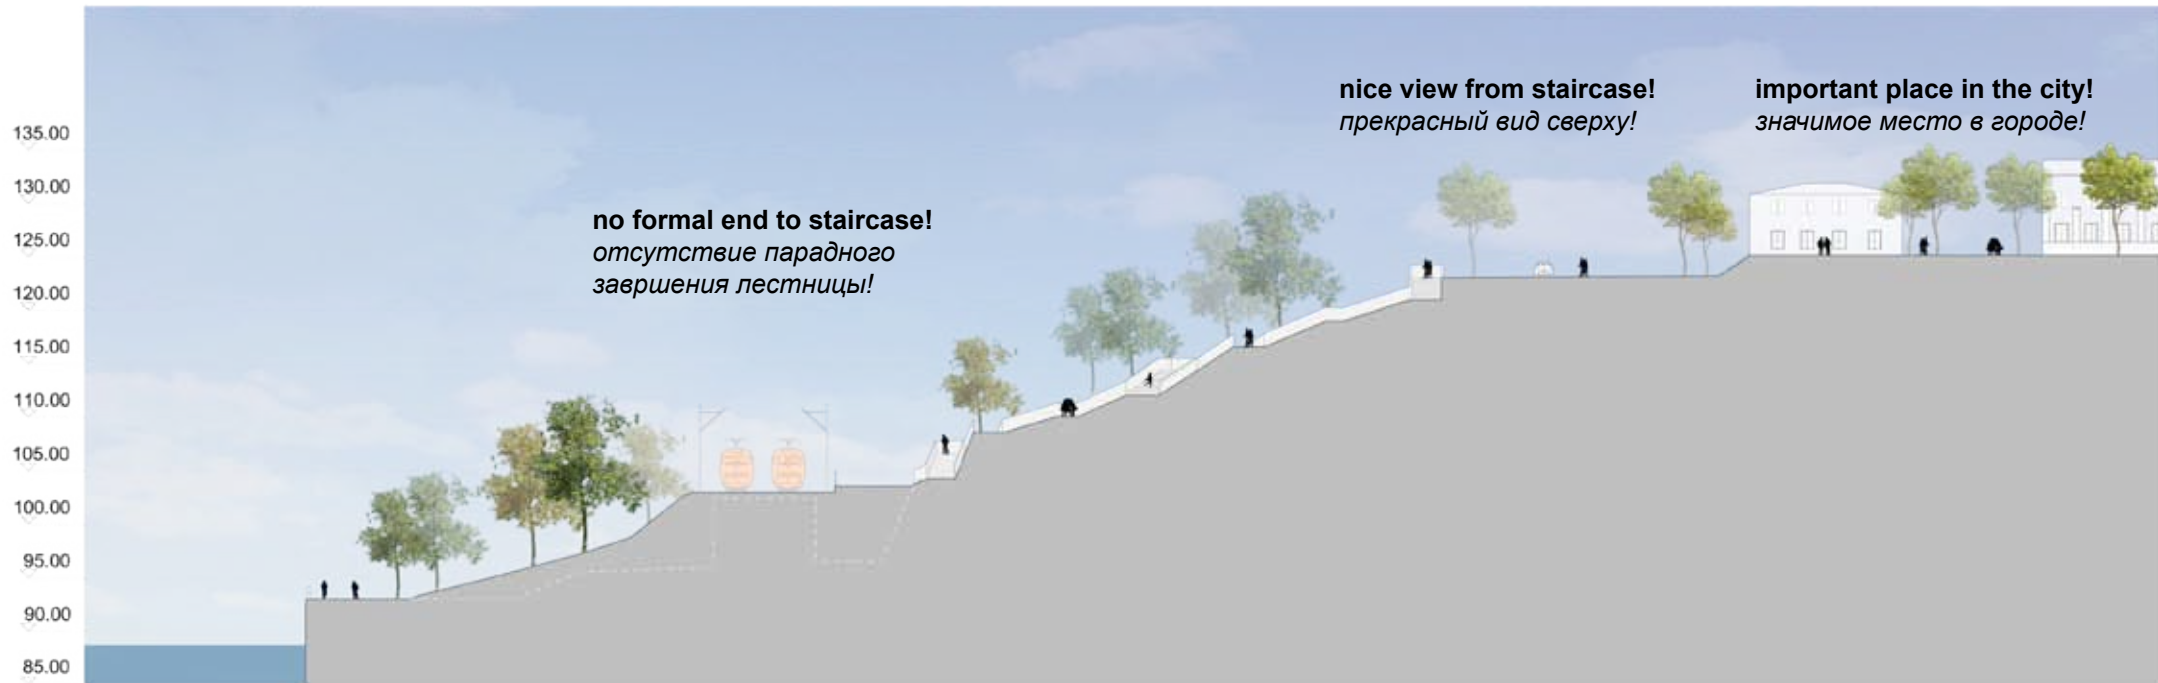 nice view from staircase!
прекрасный вид сверху!
important place in the city!
значимое место в городе!
no formal end to staircase!
отсутствие парадного
завршения лестницы!
135.00
130.00
125.00
120.00
115.00
110.00
105.00
100.00
95.00
90.00
85.00